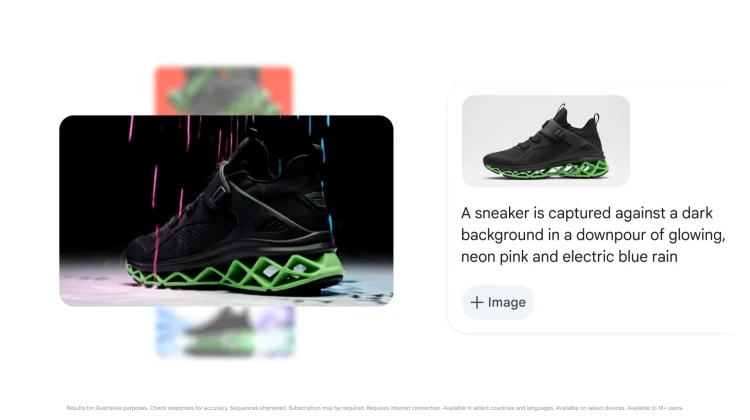 A sneaker is captured against a dark
background in a downpour of glowing,
neon pink and electric blue rain
+ Image
Results for illustrative purposes. Check responses for accuracy. Sequences shortened. Subscription may be required. Requires internet connection. Available in select countries and languages. Available on select devices. Available to 18+ users.